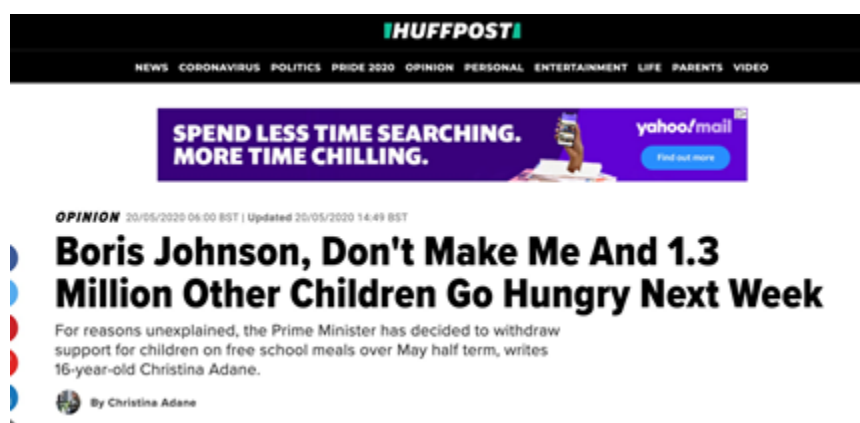 HUFFPOST
NEWS CORONAVIRUS POLITICS PRIDE 2020 OPINION PERSONAL ENTERTAINMENT LIFE PARENTS VIDEO
SPEND LESS TIME SEARCHING.
MORE TIME CHILLING.
yahoo!mail
Find out more
OPINION 20/05/2020 06:00 BST | Updated 20/05/2020 14:49 BST
Boris Johnson, Don't Make Me And 1.3
Million Other Children Go Hungry Next Week
For reasons unexplained, the Prime Minister has decided to withdraw
support for children on free school meals over May half term, writes
16-year-old Christina Adane.
By Christina Adane